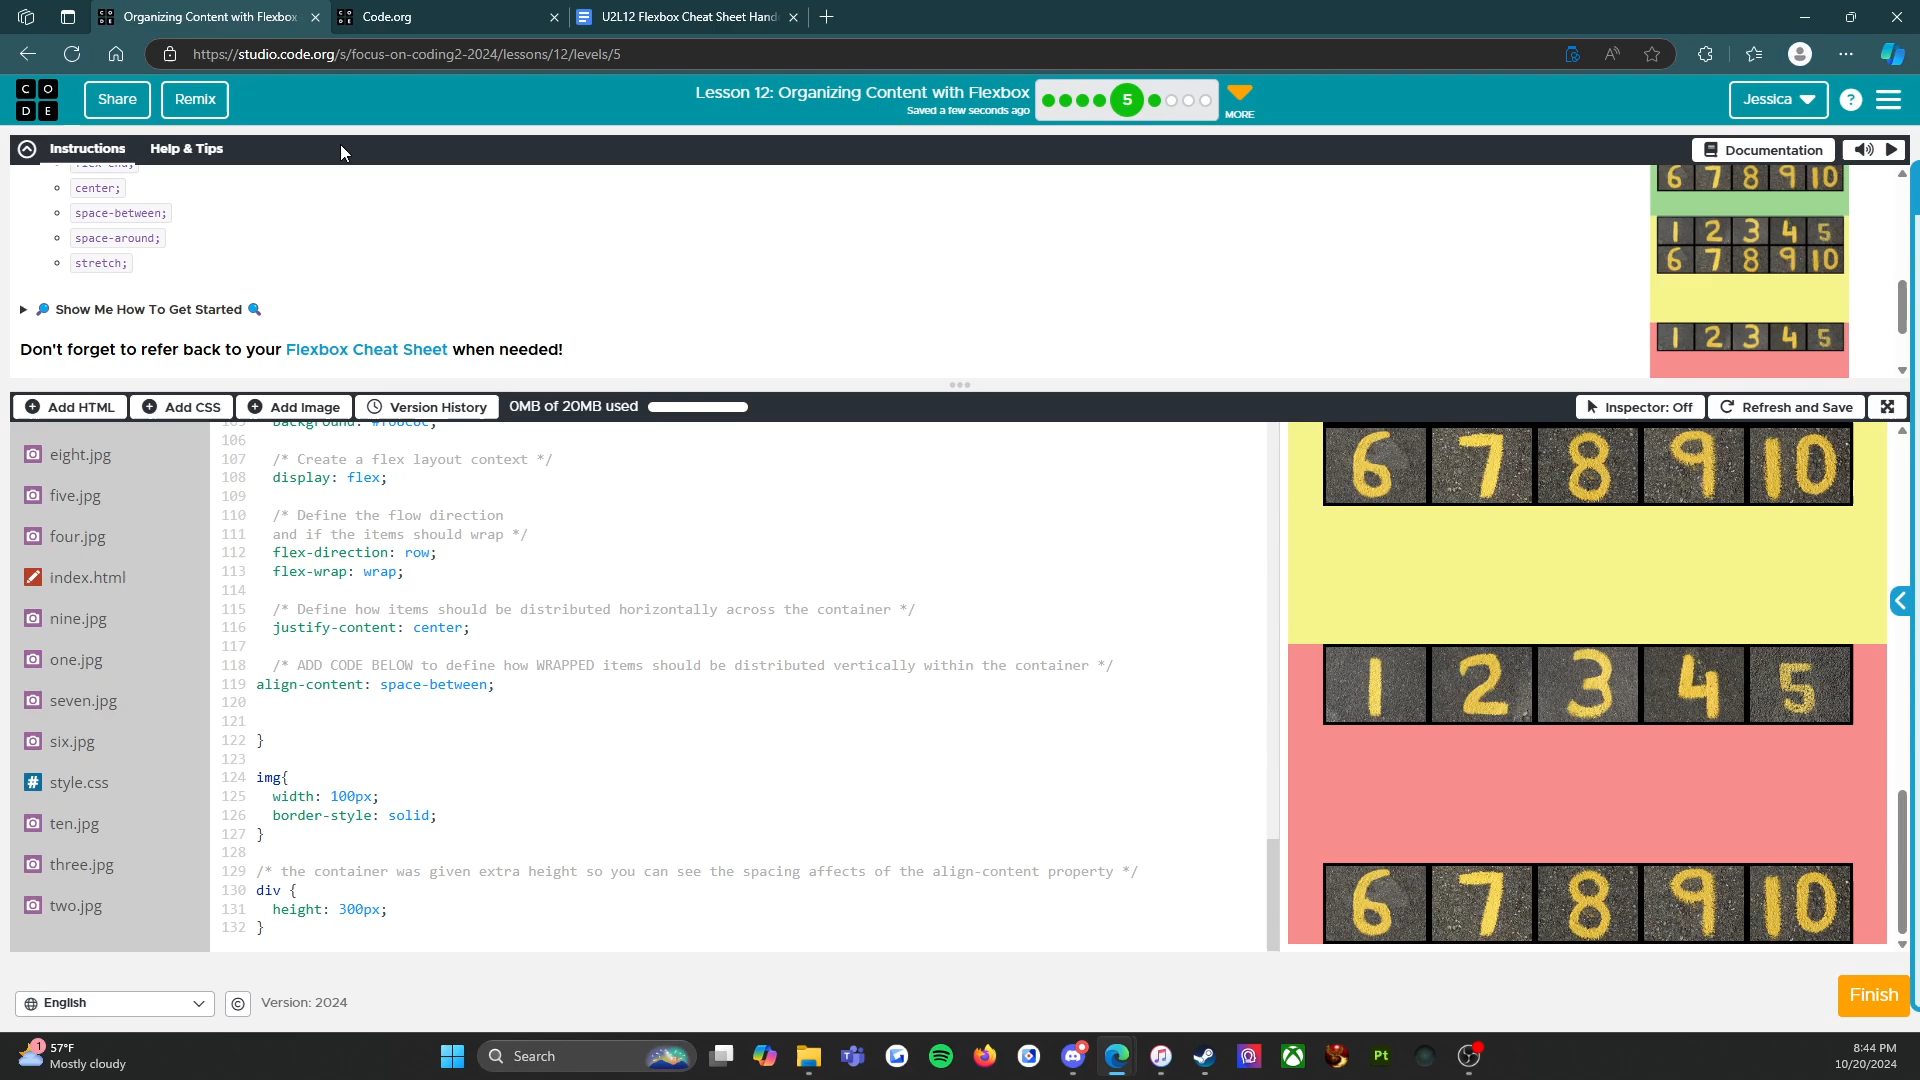 Organizing Content with Flexbox
Code.org
U2L12 Flexbox Cheat Sheet Hand
https://studio.code.org/s/focus-on-coding2-2024/lessons/12/levels/5
C O D E
Share
Remix
Lesson 12: Organizing Content with Flexbox
Saved a few seconds ago
5
MORE
Jessica
?
Instructions
Help & Tips
Documentation
center;
space-between;
space-around;
stretch;
Show Me How To Get Started
Don't forget to refer back to your Flexbox Cheat Sheet when needed!
6 7 8 9 10
1 2 3 4 5
6 7 8 9 10
1 2 3 4 5
Add HTML
Add CSS
Add Image
Version History
0MB of 20MB used
Inspector: Off
Refresh and Save
eight.jpg
five.jpg
four.jpg
index.html
nine.jpg
one.jpg
seven.jpg
six.jpg
style.css
ten.jpg
three.jpg
two.jpg
106
107 /* Create a flex layout context */
108 display: flex;
109
110 /* Define the flow direction
111 and if the items should wrap */
112 flex-direction: row;
113 flex-wrap: wrap;
114
115 /* Define how items should be distributed horizontally across the container */
116 justify-content: center;
117
118 /* ADD CODE BELOW to define how WRAPPED items should be distributed vertically within the container */
119 align-content: space-between;
120
121
122 }
123
124 img{
125 width: 100px;
126 border-style: solid;
127 }
128
129 /* the container was given extra height so you can see the spacing affects of the align-content property */
130 div {
131 height: 300px;
132 }
6 7 8 9 10
1 2 3 4 5
6 7 8 9 10
English
©
Version: 2024
Finish
1
57°F
Mostly cloudy
Search
Pt
8:44 PM
10/20/2024